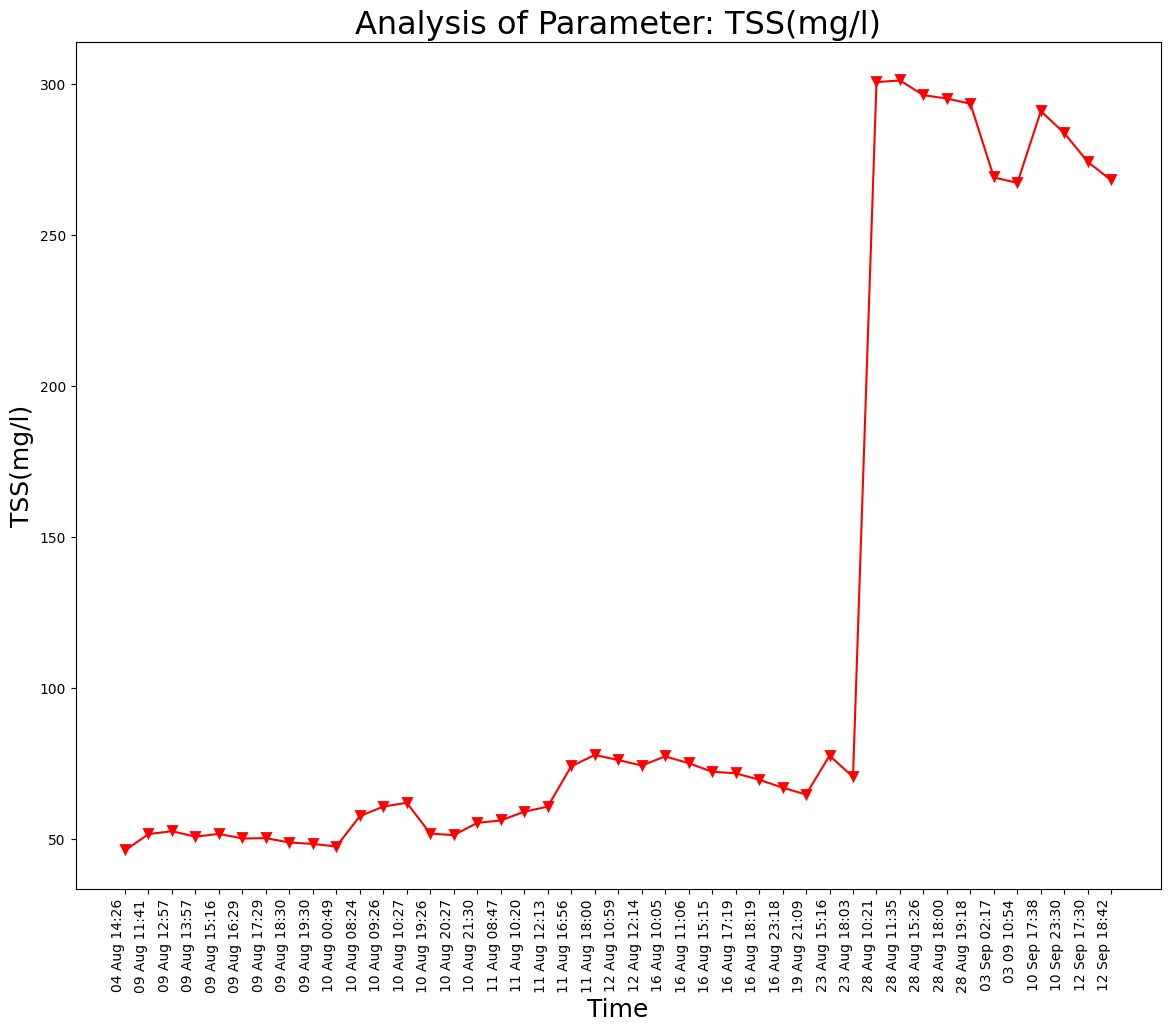 Analysis of Parameter: TSS(mg/l)
TSS(mg/l)
300
250
200
150
100
50
04 Aug 14:26
09 Aug 11:41
09 Aug 12:57
09 Aug 13:57
09 Aug 15:16
09 Aug 16:29
09 Aug 17:29
09 Aug 18:30
09 Aug 19:30
10 Aug 00:49
10 Aug 08:24
10 Aug 09:26
10 Aug 10:27
10 Aug 19:26
10 Aug 20:27
10 Aug 21:30
11 Aug 08:47
11 Aug 10:20
11 Aug 12:13
11 Aug 16:56
11 Aug 18:00
12 Aug 10:59
12 Aug 12:14
16 Aug 10:05
16 Aug 11:06
16 Aug 15:15
16 Aug 17:19
16 Aug 18:19
16 Aug 23:18
19 Aug 21:09
23 Aug 15:16
23 Aug 18:03
28 Aug 10:21
28 Aug 11:35
28 Aug 15:26
28 Aug 18:00
28 Aug 19:18
03 Sep 02:17
03 09 10:54
10 Sep 17:38
10 Sep 23:30
12 Sep 17:30
12 Sep 18:42
Time